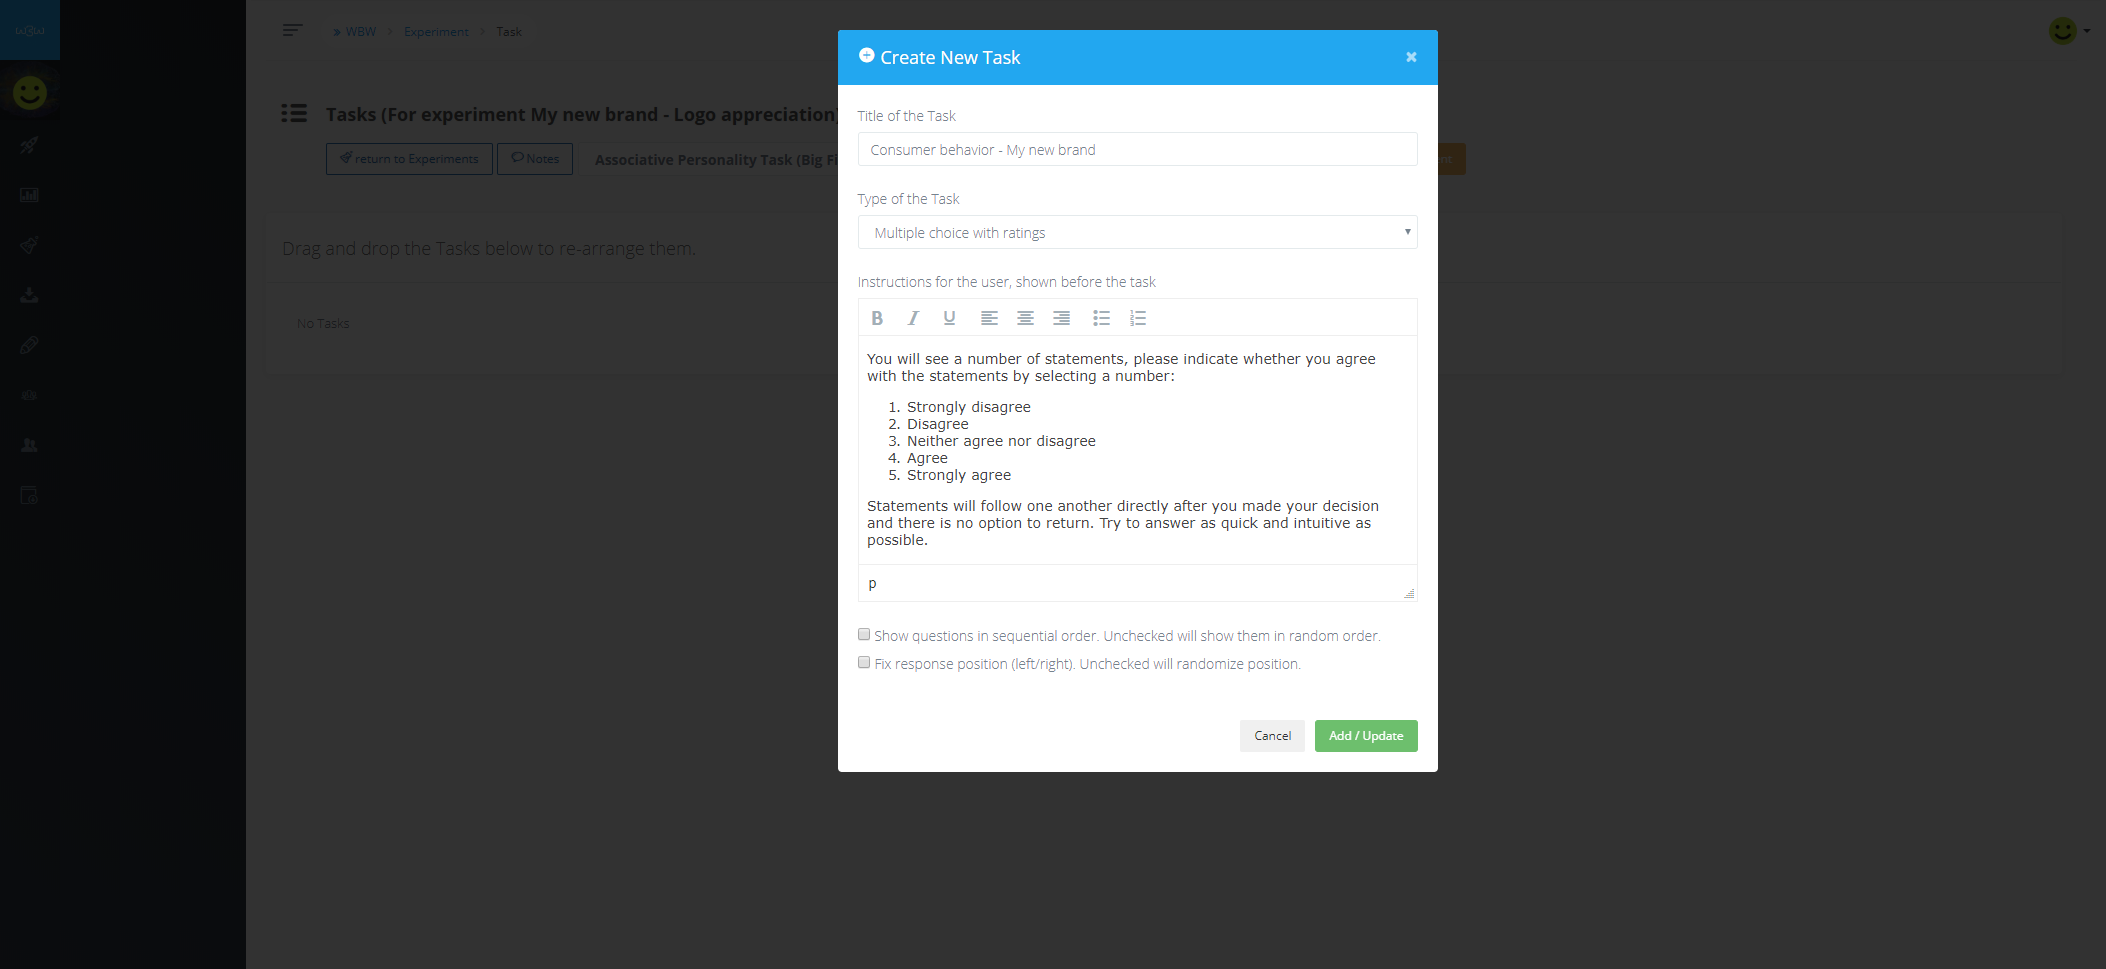 WBW
» WBW > Experiment > Task
Tasks (For experiment My new brand - Logo appreciation)
return to Experiments
Notes
Associative Personality Task (Big
Drag and drop the Tasks below to re-arrange them.
No Tasks
Create New Task
Title of the Task
Consumer behavior - My new brand
Type of the Task
Multiple choice with ratings
Instructions for the user, shown before the task
B I U
You will see a number of statements, please indicate whether you agree
with the statements by selecting a number:
1. Strongly disagree
2. Disagree
3. Neither agree nor disagree
4. Agree
5. Strongly agree
Statements will follow one another directly after you made your decision
and there is no option to return. Try to answer as quick and intuitive as
possible.
p
Show questions in sequential order. Unchecked will show them in random order.
Fix response position (left/right). Unchecked will randomize position.
Cancel
Add / Update